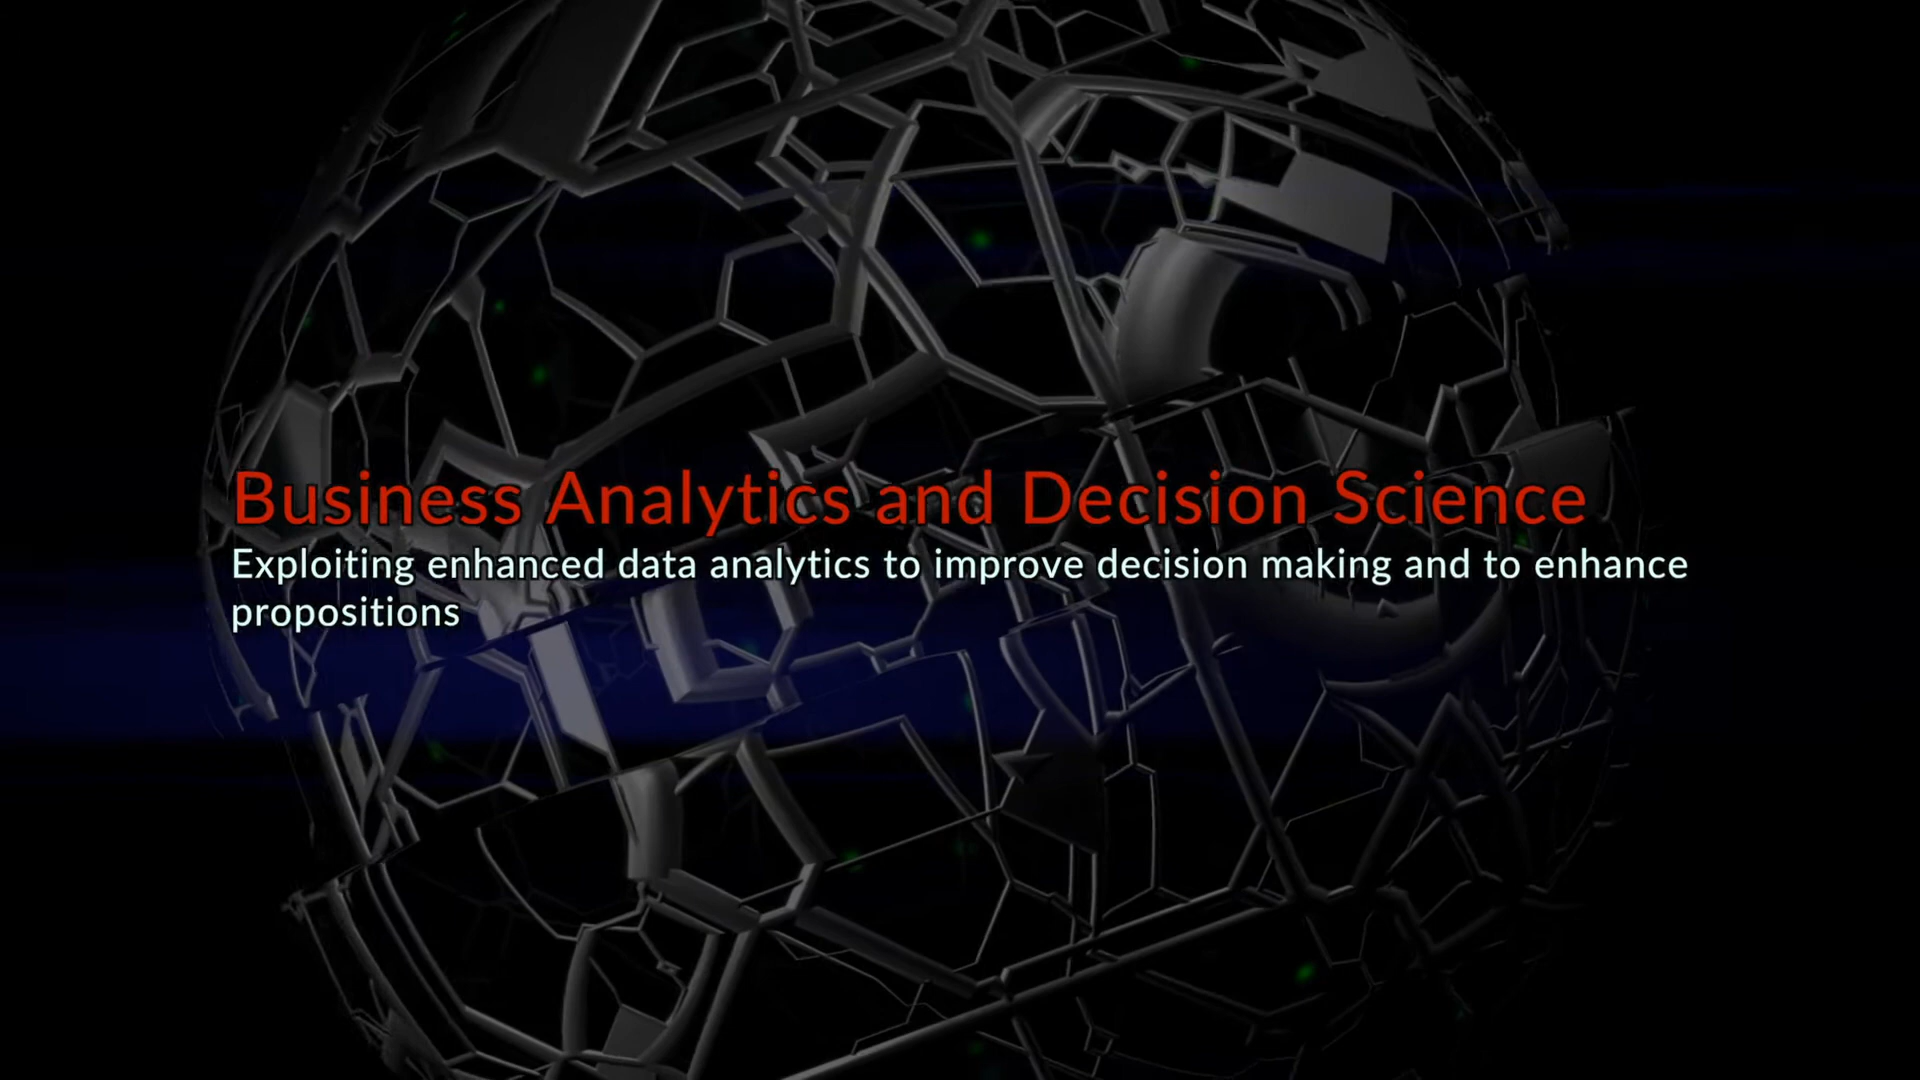 Business Analytics and Decision Science
Exploiting enhanced data analytics to improve decision making and to enhance
propositions